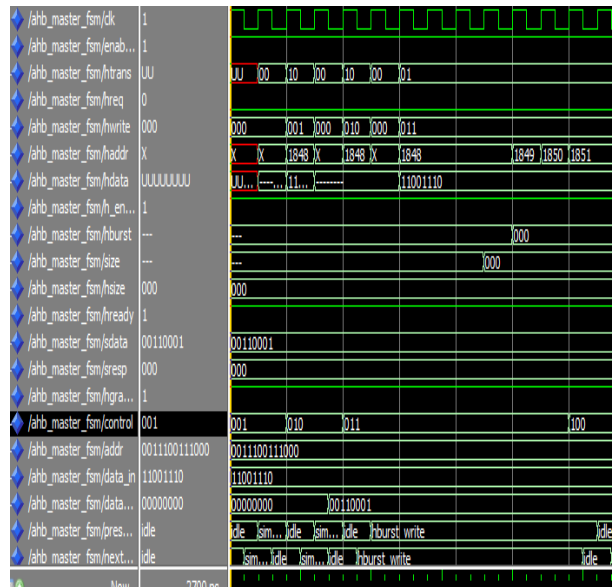 /ahb_master_fsm/clk 1
/ahb_master_fsm/enab... 1
/ahb_master_fsm/htrans UU UU 00 10 00 10 00 01
/ahb_master_fsm/hreq 0
/ahb_master_fsm/hwrite 000 000 001 000 010 000 011
/ahb_master_fsm/haddr X X X 1848 X 1848 X 1848 1849 1850 1851
/ahb_master_fsm/hdata UUUUUUUU UU... ----... 11... -------- 11001110
/ahb_master_fsm/h_en... 1
/ahb_master_fsm/hburst --- --- 000
/ahb_master_fsm/size --- --- 000
/ahb_master_fsm/hsize 000 000
/ahb_master_fsm/hready 1
/ahb_master_fsm/sdata 00110001 00110001
/ahb_master_fsm/sresp 000 000
/ahb_master_fsm/hgra... 1
/ahb_master_fsm/control 001 001 010 011 100
/ahb_master_fsm/addr 0011100111000 0011100111000
/ahb_master_fsm/data_in 11001110 11001110
/ahb_master_fsm/data... 00000000 00000000 00110001
/ahb_master_fsm/pres... idle idle sim... idle sim... idle hburst_write idle
/ahb_master_fsm/next... idle sim... idle sim... idle hburst_write idle
Now 2700 ns